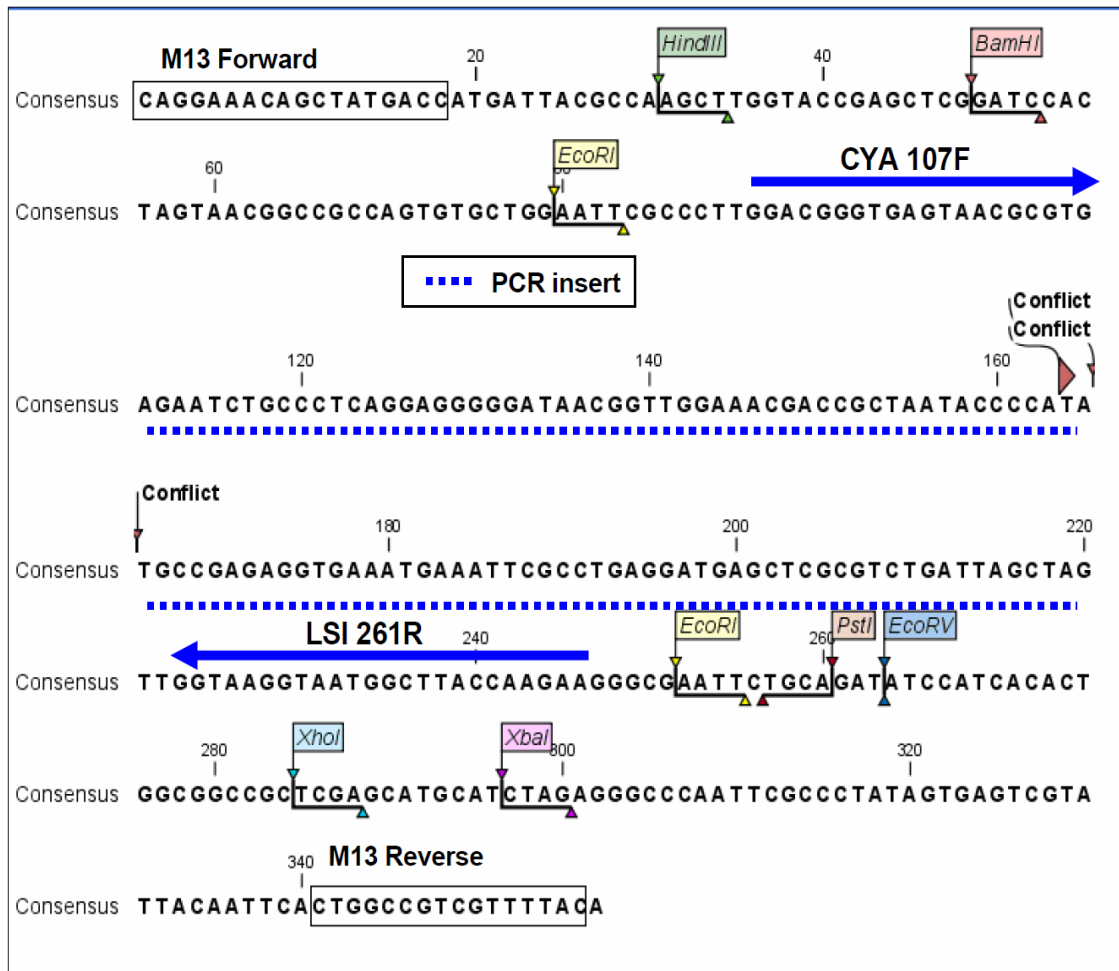 M13 Forward
20
HindIII
40
BamHI
Consensus CAGGAAACAGCTATGACCATGATTACGCCAAGCTTGGTACCGAGCTCGGATCCAC
60
EcoRI
CYA 107F
Consensus TAGTAACGGCCGCCAGTGTGCTGGAATTCGCCCTTGGACGGGTGAGTAACGCGTG
PCR insert
Conflict
Conflict
120
140
160
Consensus AGAATCTGCCCTCAGGAGGGGGATAACGGTTGGAAACGACCGCTAATACCCCATA
Conflict
180
200
220
Consensus TGCCGAGAGGTGAAATGAAATTCGCCTGAGGATGAGCTCGCGTCTGATTAGCTAG
LSI 261R
240
EcoRI
260
PstI
EcoRV
Consensus TTGGTAAGGTAATGGCTTACCAAGAAGGGCGAATTCTGCAGATATCCATCACACT
280
XhoI
XbaI
300
320
Consensus GGCGGCCGCTCGAGCATGCATCTAGAGGGCCCAATTCGCCCTATAGTGAGTCGTA
340
M13 Reverse
Consensus TTACAATTCACTGGCCGTCGTTTTACA